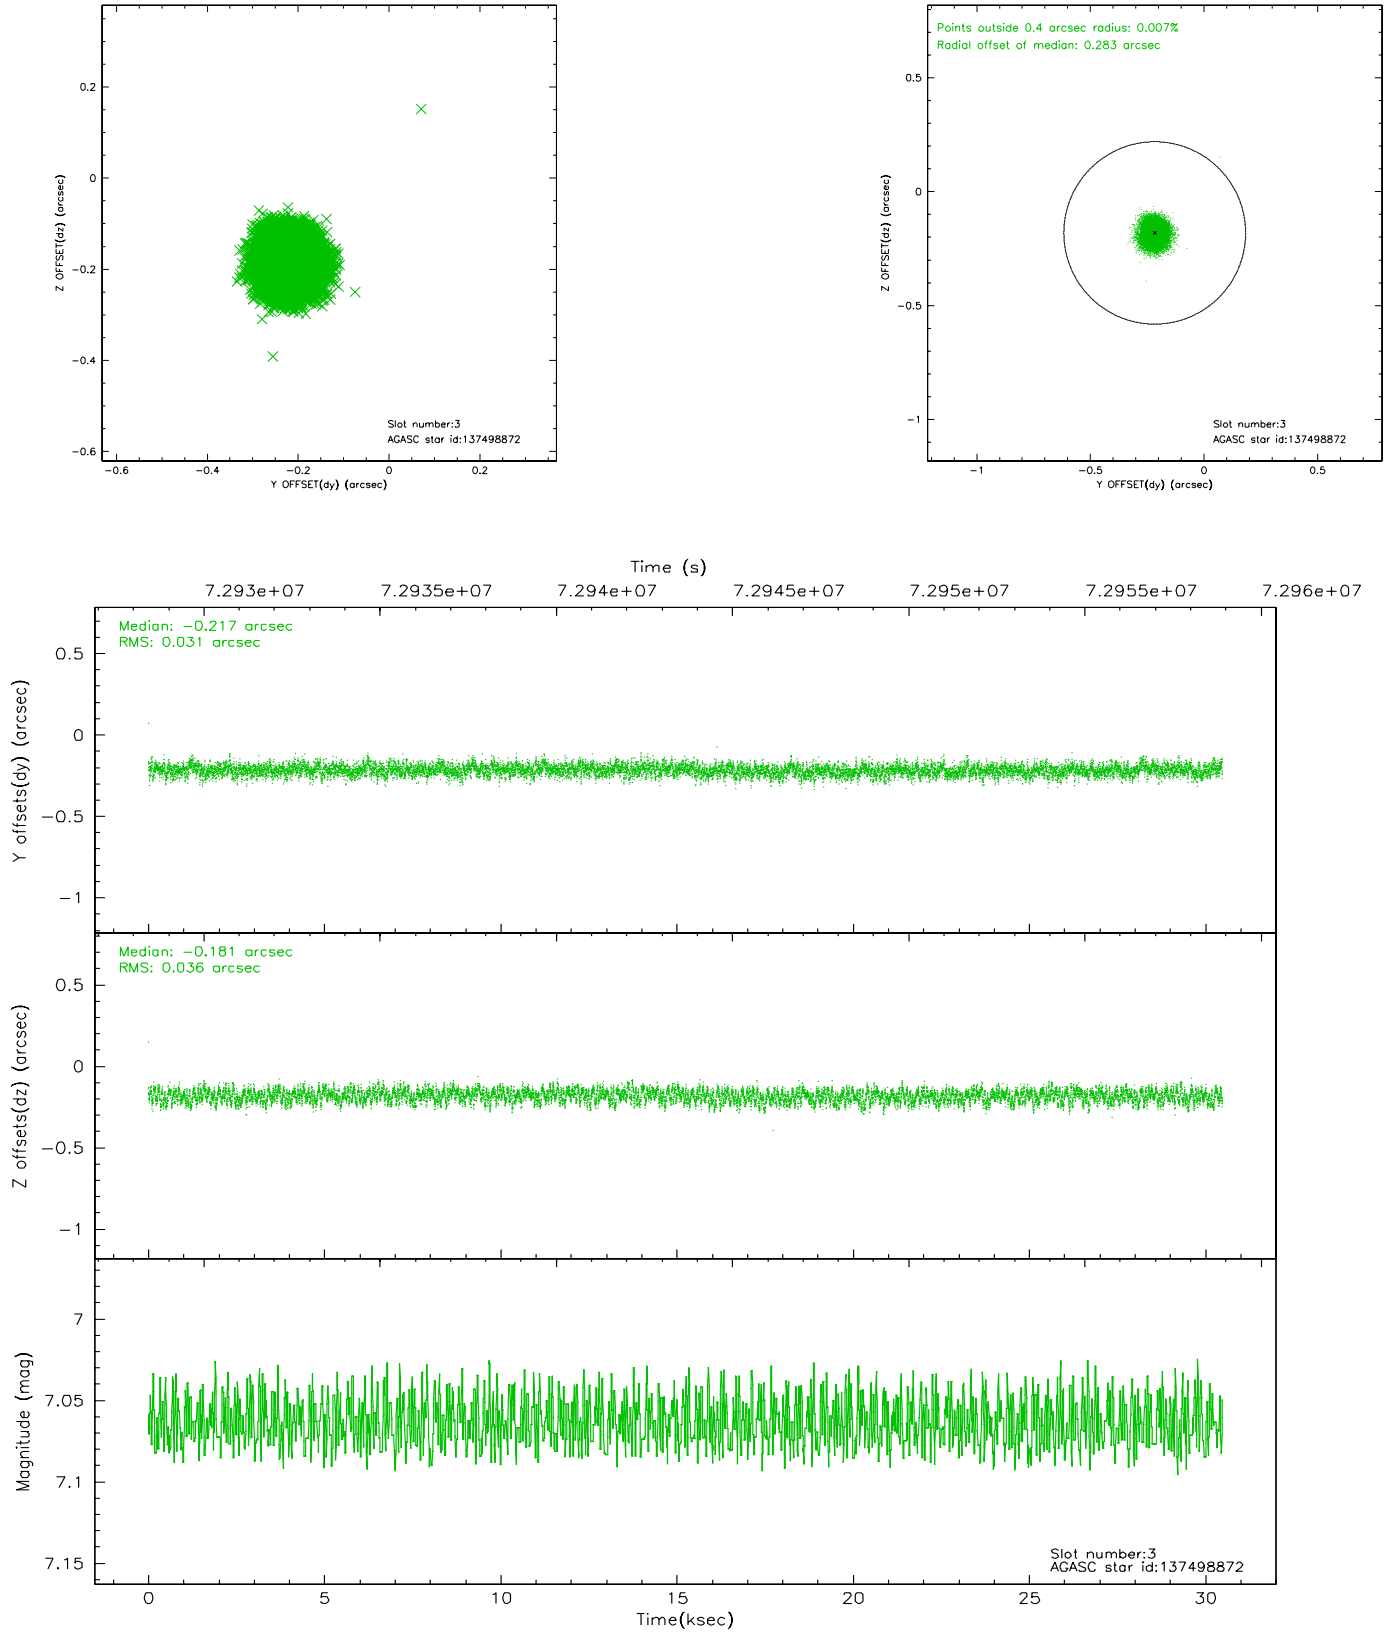 0.2
0
-0.2
-0.4
-0.6
Z OFFSET(dz) (arcsec)
Slot number:3
AGASC star id:137498872
-0.6 -0.4 -0.2 0 0.2
Y OFFSET(dy) (arcsec)
Points outside 0.4 arcsec radius: 0.007%
Radial offset of median: 0.283 arcsec
0.5
0
-0.5
-1
Z OFFSET(dz) (arcsec)
Slot number:3
AGASC star id:137498872
-1 -0.5 0 0.5
Y OFFSET(dy) (arcsec)
Time (s)
7.293e+07 7.2935e+07 7.294e+07 7.2945e+07 7.295e+07 7.2955e+07 7.296e+07
Median: -0.217 arcsec
RMS: 0.031 arcsec
0.5
0
-0.5
-1
Y offsets(dy) (arcsec)
Median: -0.181 arcsec
RMS: 0.036 arcsec
0.5
0
-0.5
-1
Z offsets(dz) (arcsec)
7
7.05
7.1
7.15
Magnitude (mag)
Slot number:3
AGASC star id:137498872
0 5 10 15 20 25 30
Time(ksec)